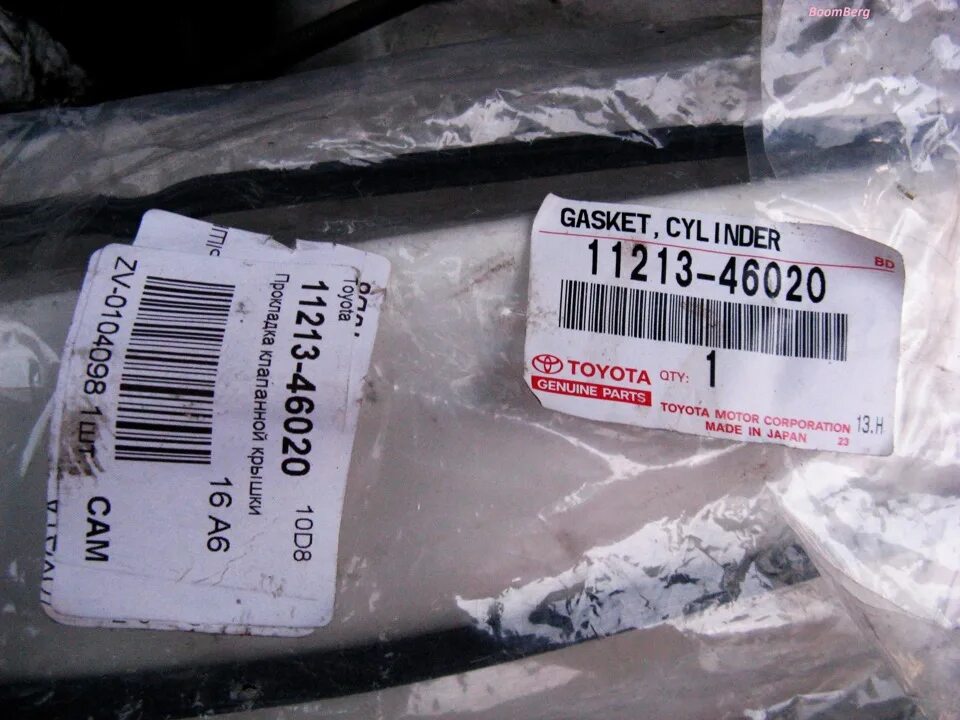 BoomBerg
GASKET, CYLINDER
BD
11213-46020
TOYOTA QTY: 1
GENUINE PARTS
TOYOTA MOTOR CORPORATION 13.H
MADE IN JAPAN 23
Toyota
11213-46020 10D8
Прокладка клапанной крышки
16 A6
ZV-0104098 1шт. CAM